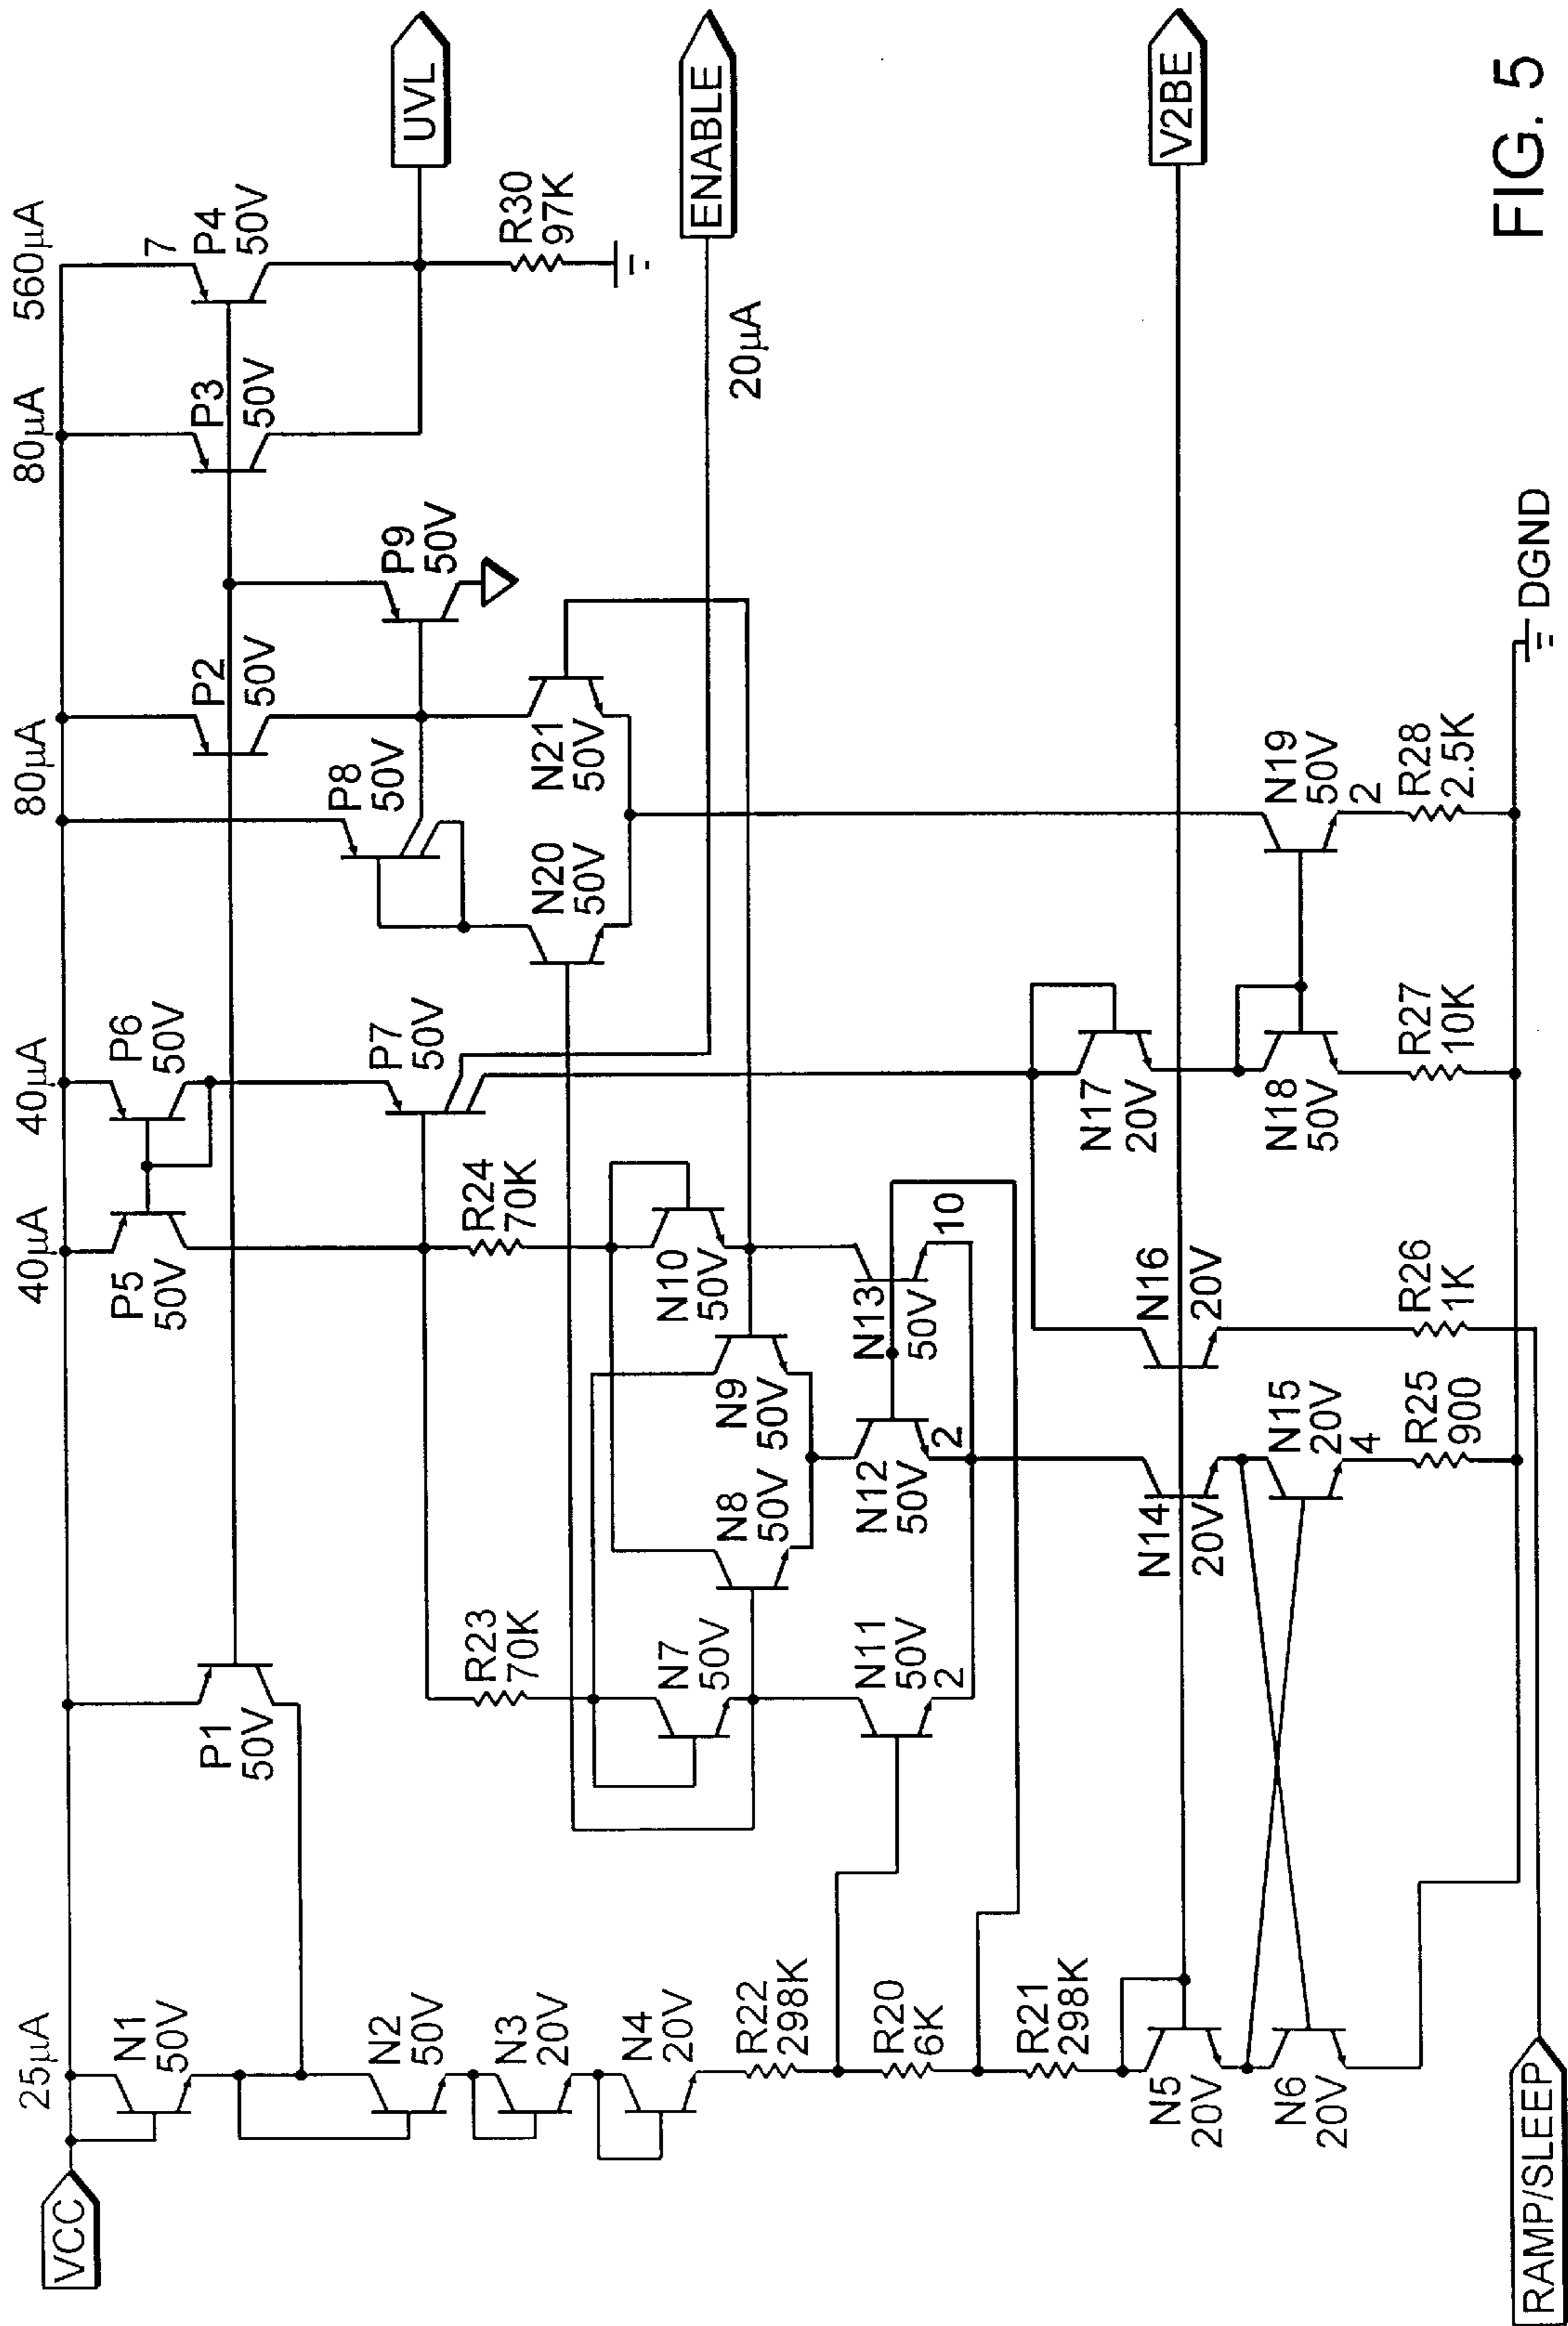 VCC
25µA
N1
50V
P1
50V
N2
50V
N3
20V
N4
20V
R22
298K
R20
6K
R21
298K
N5
20V
N6
20V
RAMP/SLEEP
R23
70K
N7
50V
N11
50V
2
N8
50V
N9
50V
N12
50V
2
N10
50V
N13
50V
10
40µA
P5
50V
40µA
P6
50V
P7
50V
R24
70K
N14
20V
N15
20V
4
R25
900
N16
20V
R26
1K
N17
20V
N18
50V
R27
10K
80µA
P8
50V
P2
50V
N20
50V
N21
50V
P9
50V
N19
50V
2
R28
2.5K
DGND
80µA
P3
50V
560µA
7
P4
50V
R30
97K
20µA
UVL
ENABLE
V2BE
FIG. 5